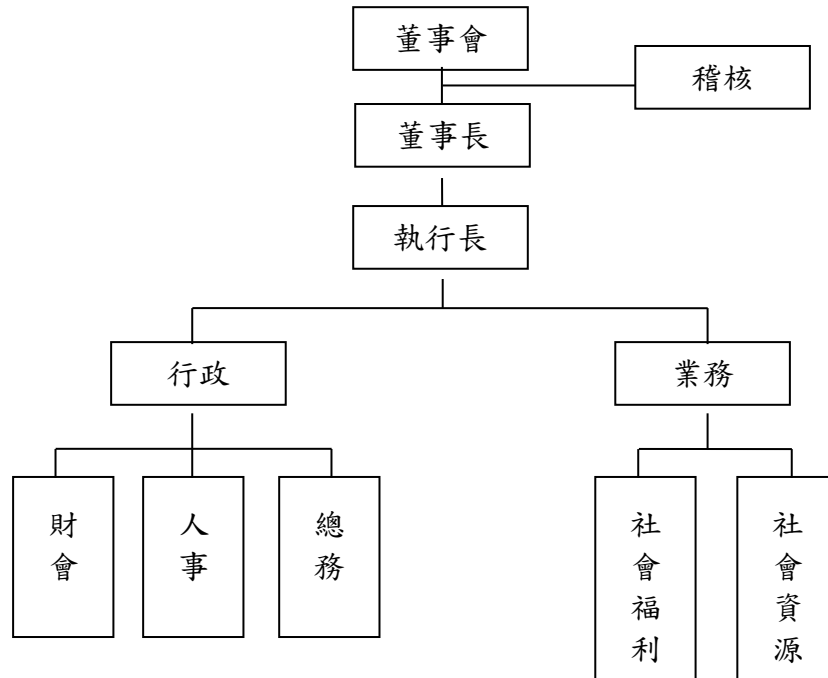 董事會
稽核
董事長
執行長
行政
業務
財會
人事
總務
社會福利
社會資源